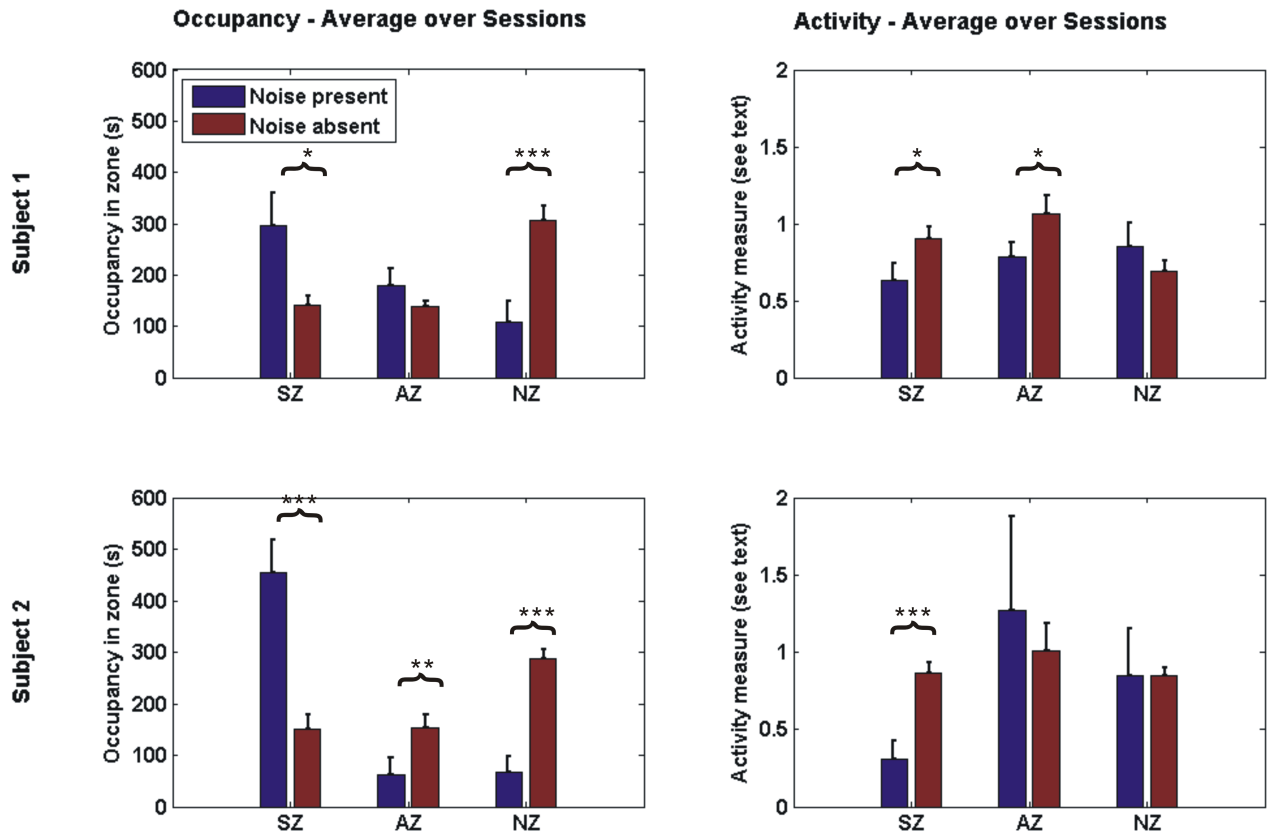 Occupancy - Average over Sessions
Activity - Average over Sessions
Subject 1
Occupancy in zone (s)
600
500
400
300
200
100
0
Noise present
Noise absent
*
***
SZ AZ NZ
Activity measure (see text)
2
1.5
1
0.5
0
*
*
SZ AZ NZ
Subject 2
Occupancy in zone (s)
600
500
400
300
200
100
0
***
**
***
SZ AZ NZ
Activity measure (see text)
2
1.5
1
0.5
0
***
SZ AZ NZ